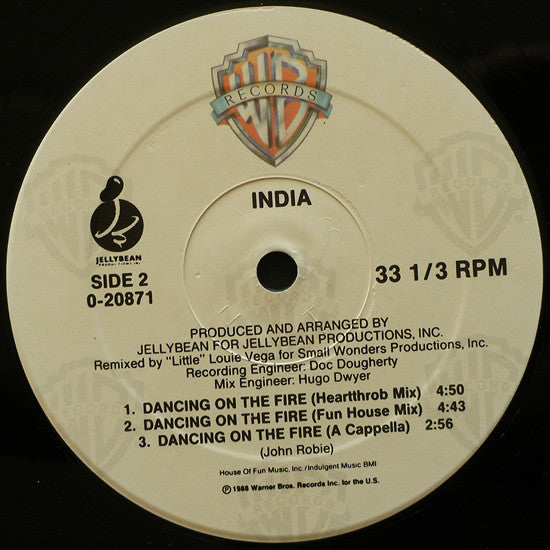 WB
RECORDS
INDIA
JELLYBEAN
PRODUCTIONS, INC.
SIDE 2
0-20871
33 1/3 RPM
PRODUCED AND ARRANGED BY
JELLYBEAN FOR JELLYBEAN PRODUCTIONS, INC.
Remixed by "Little" Louie Vega for Small Wonders Productions, Inc.
Recording Engineer: Doc Dougherty
Mix Engineer: Hugo Dwyer
1. DANCING ON THE FIRE (Heartthrob Mix) 4:50
2. DANCING ON THE FIRE (Fun House Mix) 4:43
3. DANCING ON THE FIRE (A Cappella) 2:56
(John Robie)
House Of Fun Music, Inc./Indulgent Music BMI
℗ © 1988 Warner Bros. Records Inc. for the U.S.